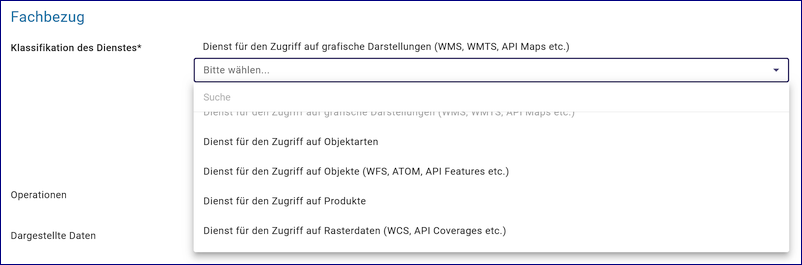 Fachbezug
Klassifikation des Dienstes*
Dienst für den Zugriff auf grafische Darstellungen (WMS, WMTS, API Maps etc.)
Bitte wählen...
Suche
Dienst für den Zugriff auf grafische Darstellungen (WMS, WMTS, API Maps etc.)
Dienst für den Zugriff auf Objektarten
Dienst für den Zugriff auf Objekte (WFS, ATOM, API Features etc.)
Operationen
Dienst für den Zugriff auf Produkte
Dienst für den Zugriff auf Rasterdaten (WCS, API Coverages etc.)
Dargestellte Daten